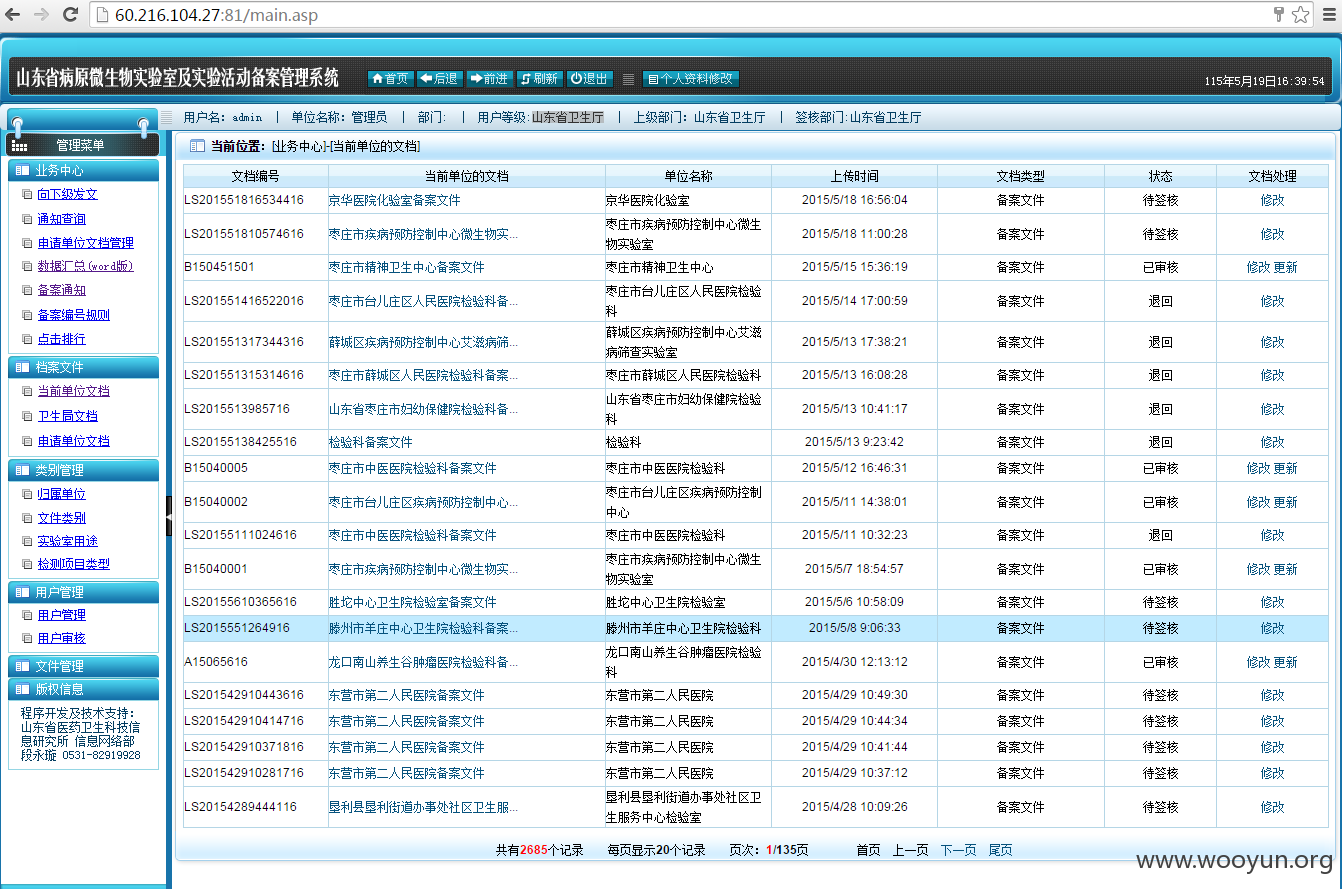 60.216.104.27:81/main.asp
山东省病原微生物实验室及实验活动备案管理系统 首页 后退 前进 刷新 退出 个人资料修改 115年5月19日16:39:54
用户名：admin | 单位名称：管理员 | 部门： | 用户等级:山东省卫生厅 | 上级部门：山东省卫生厅 | 签核部门:山东省卫生厅
管理菜单
业务中心
向下级发文
通知查询
申请单位文档管理
数据汇总(word版)
备案通知
备案编号规则
点击排行
档案文件
当前单位文档
卫生局文档
申请单位文档
类别管理
归属单位
文件类别
实验室用途
检测项目类型
用户管理
用户管理
用户审核
文件管理
版权信息
程序开发及技术支持：
山东省医药卫生科技信
息研究所 信息网络部
段永璇 0531-82919928
当前位置：[业务中心]-[当前单位的文档]
文档编号 当前单位的文档 单位名称 上传时间 文档类型 状态 文档处理
LS201551816534416 京华医院化验室备案文件 京华医院化验室 2015/5/18 16:56:04 备案文件 待签核 修改
LS201551810574616 枣庄市疾病预防控制中心微生物实... 枣庄市疾病预防控制中心微生 2015/5/18 11:00:28 备案文件 待签核 修改
物实验室
B150451501 枣庄市精神卫生中心备案文件 枣庄市精神卫生中心 2015/5/15 15:36:19 备案文件 已审核 修改 更新
LS201551416522016 枣庄市台儿庄区人民医院检验科备... 枣庄市台儿庄区人民医院检验 2015/5/14 17:00:59 备案文件 退回 修改
科
LS201551317344316 薛城区疾病预防控制中心艾滋病筛... 薛城区疾病预防控制中心艾滋 2015/5/13 17:38:21 备案文件 退回 修改
病筛查实验室
LS201551315314616 枣庄市薛城区人民医院检验科备案... 枣庄市薛城区人民医院检验科 2015/5/13 16:08:28 备案文件 退回 修改
LS2015513985716 山东省枣庄市妇幼保健院检验科备... 山东省枣庄市妇幼保健院检验 2015/5/13 10:41:17 备案文件 退回 修改
科
LS20155138425516 检验科备案文件 检验科 2015/5/13 9:23:42 备案文件 退回 修改
B15040005 枣庄市中医医院检验科备案文件 枣庄市中医医院检验科 2015/5/12 16:46:31 备案文件 已审核 修改 更新
B15040002 枣庄市台儿庄区疾病预防控制中心... 枣庄市台儿庄区疾病预防控制 2015/5/11 14:38:01 备案文件 已审核 修改 更新
中心
LS201555111024616 枣庄市中医医院检验科备案文件 枣庄市中医医院检验科 2015/5/11 10:32:23 备案文件 退回 修改
B15040001 枣庄市疾病预防控制中心微生物实... 枣庄市疾病预防控制中心微生 2015/5/7 18:54:57 备案文件 已审核 修改 更新
物实验室
LS201555610365616 胜坨中心卫生院检验室备案文件 胜坨中心卫生院检验室 2015/5/6 10:58:09 备案文件 待签核 修改
LS2015551264916 滕州市羊庄中心卫生院检验科备案... 滕州市羊庄中心卫生院检验科 2015/5/8 9:06:33 备案文件 待签核 修改
A15065616 龙口南山养生谷肿瘤医院检验科备... 龙口南山养生谷肿瘤医院检验 2015/4/30 12:13:12 备案文件 已审核 修改 更新
科
LS201542910443616 东营市第二人民医院备案文件 东营市第二人民医院 2015/4/29 10:49:30 备案文件 待签核 修改
LS201542910414716 东营市第二人民医院备案文件 东营市第二人民医院 2015/4/29 10:44:34 备案文件 待签核 修改
LS201542910371816 东营市第二人民医院备案文件 东营市第二人民医院 2015/4/29 10:41:44 备案文件 待签核 修改
LS201542910281716 东营市第二人民医院备案文件 东营市第二人民医院 2015/4/29 10:37:12 备案文件 待签核 修改
LS20154289444116 垦利县垦利街道办事处社区卫生服... 垦利县垦利街道办事处社区卫 2015/4/28 10:09:26 备案文件 待签核 修改
生服务中心检验室
共有2685个记录 每页显示20个记录 页次：1/135页 首页 上一页 下一页 尾页
www.wooyun.org